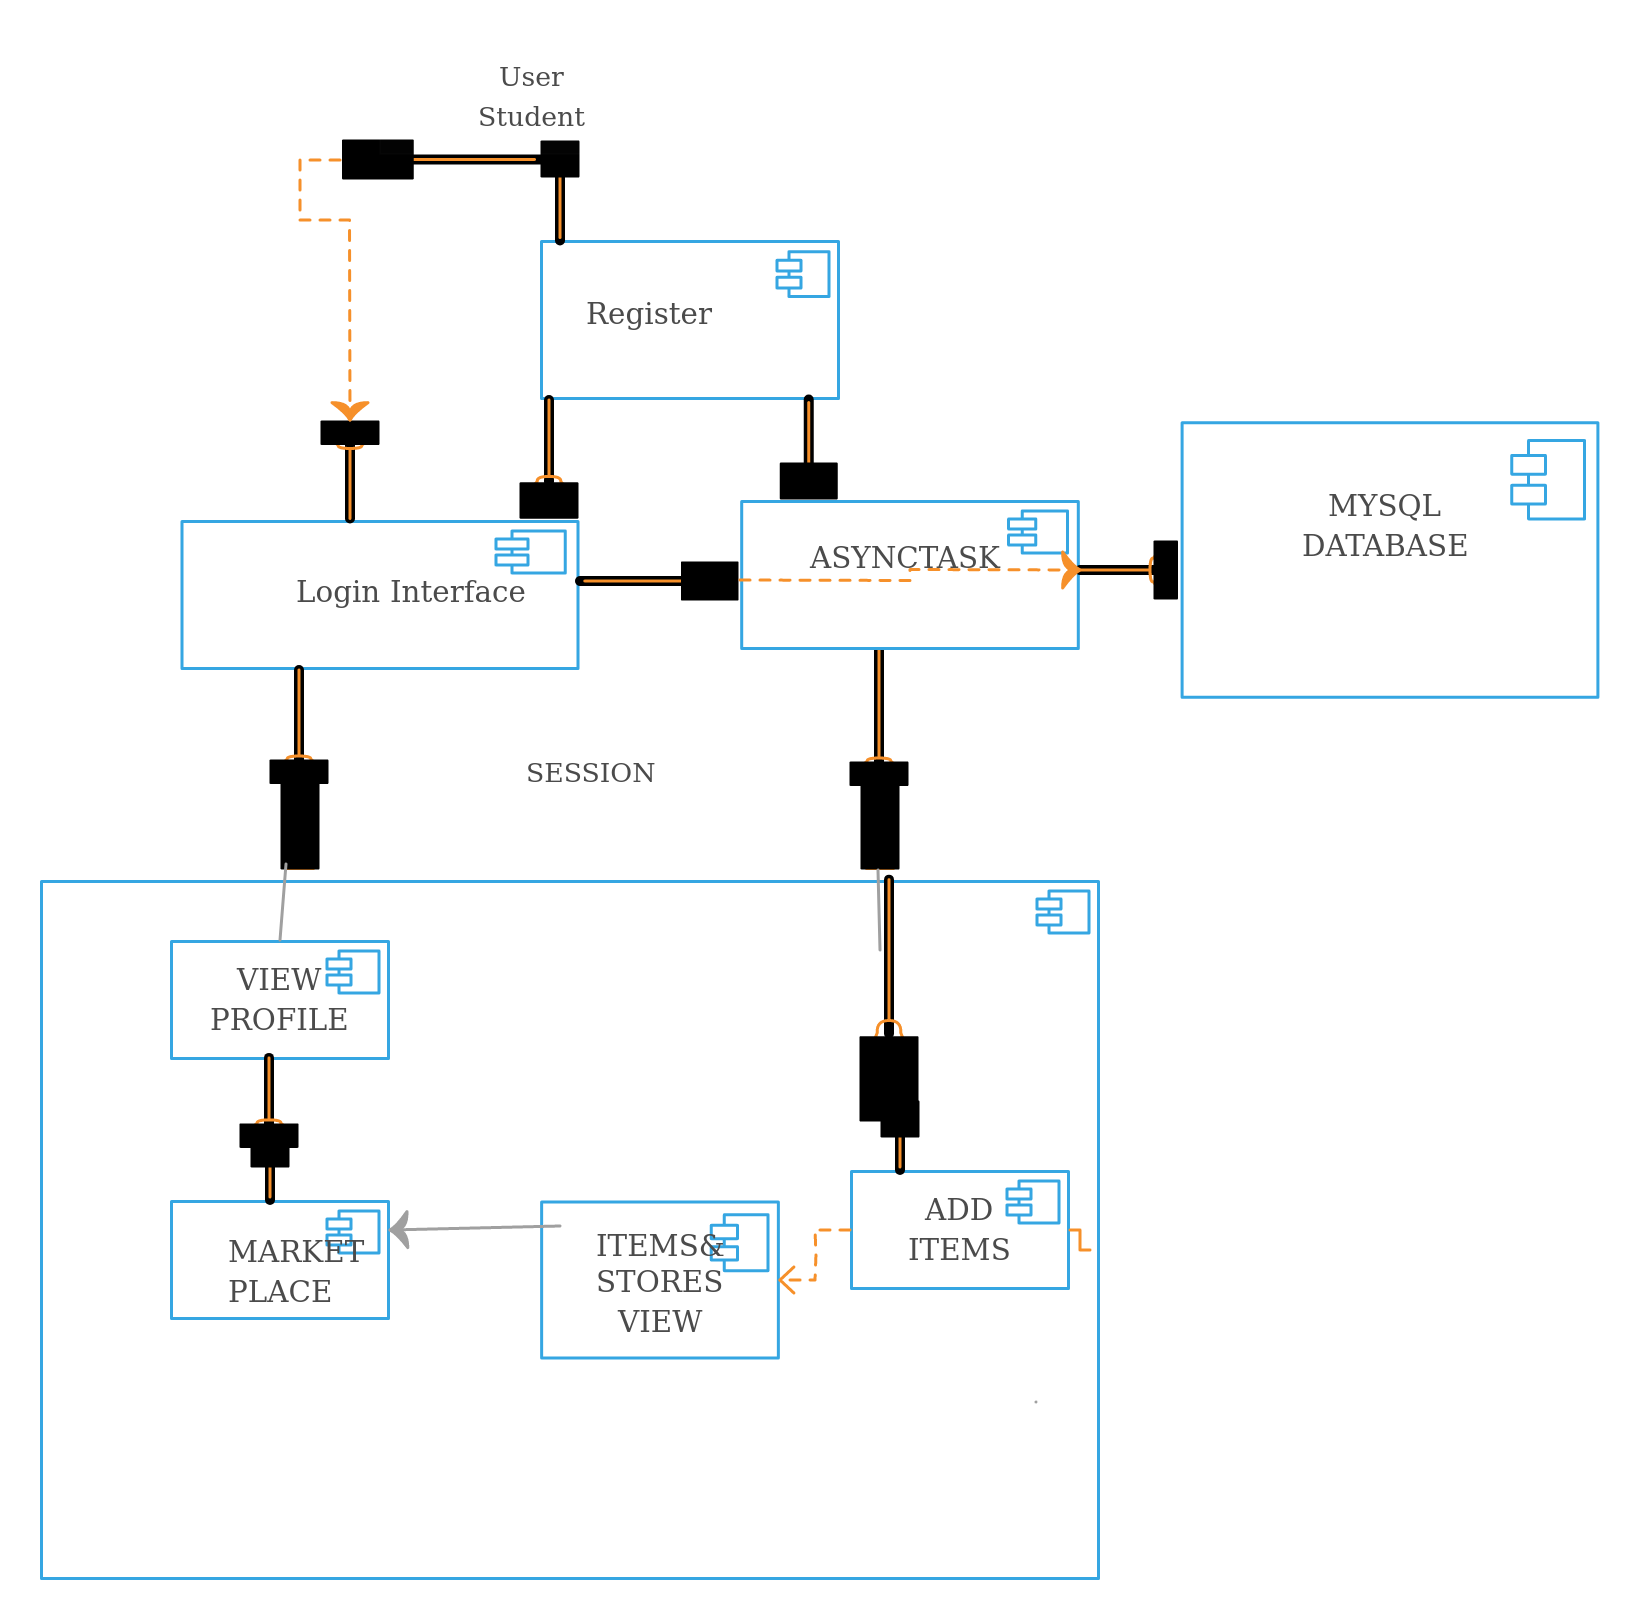 User
Student
Register
MYSQL
DATABASE
ASYNCTASK
Login Interface
SESSION
VIEW
PROFILE
ADD
ITEMS
MARKET
PLACE
ITEMS&
STORES
VIEW